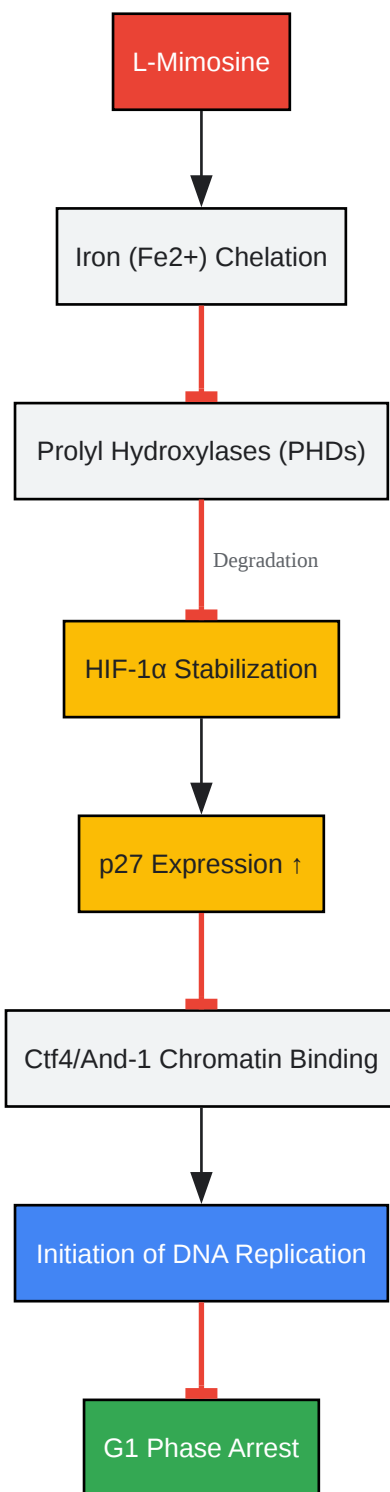 L-Mimosine
Iron (Fe2+) Chelation
Prolyl Hydroxylases (PHDs)
Degradation
HIF-1α Stabilization
p27 Expression ↑
Ctf4/And-1 Chromatin Binding
Initiation of DNA Replication
G1 Phase Arrest